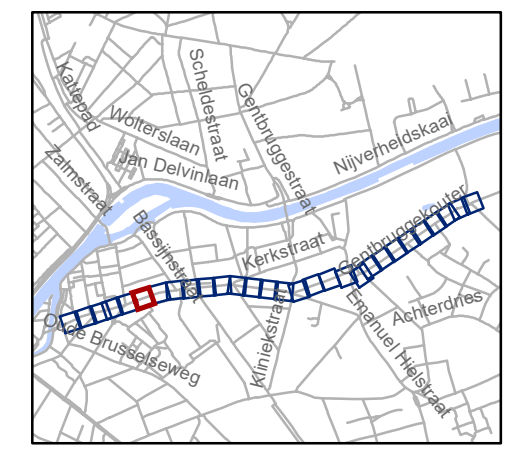 Kattepad
Scheldestraat
Gentbruggestraat
Wolterslaan
Nijverheidskaai
Jan Delvinlaan
Zalmstraat
Bassijnstraat
Gentbruggekouter
Kerkstraat
Achterdries
Emanuel Hielstraat
Oude Brusselseweg
Kliniekstraat